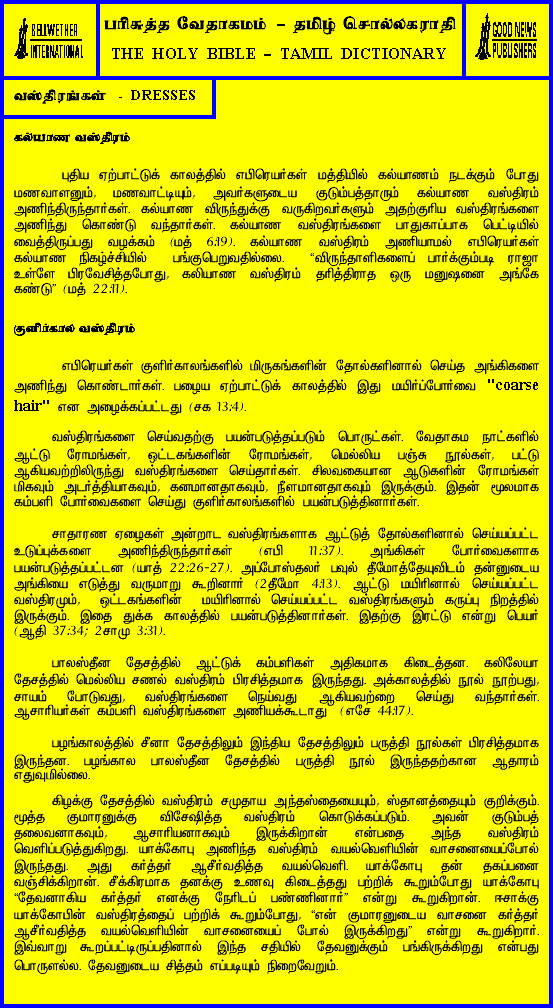 BELLWETHER
INTERNATIONAL
பரிசுத்த வேதாகமம் – தமிழ் சொல்லகராதி
THE HOLY BIBLE – TAMIL DICTIONARY
GOOD NEWS
PUBLISHERS
வஸ்திரங்கள் - DRESSES
கல்யாண வஸ்திரம்
புதிய ஏற்பாட்டுக் காலத்தில் எபிரெயர்கள் மத்தியில் கல்யாணம் நடக்கும் போது
மணவாளனும், மணவாட்டியும், அவர்களுடைய குடும்பத்தாரும் கல்யாண வஸ்திரம்
அணிந்திருந்தார்கள். கல்யாண விருந்துக்கு வருகிறவர்களும் அதற்குரிய வஸ்திரங்களை
அணிந்து கொண்டு வந்தார்கள். கல்யாண வஸ்திரங்களை பாதுகாப்பாக பெட்டியில்
வைத்திருப்பது வழக்கம் (மத் 6:19). கல்யாண வஸ்திரம் அணியாமல் எபிரெயர்கள்
கல்யாண நிகழ்ச்சியில் பங்குபெறுவதில்லை. “விருந்தாளிகளைப் பார்க்கும்படி ராஜா
உள்ளே பிரவேசித்தபோது, கலியாண வஸ்திரம் தரித்திராத ஒரு மனுஷனை அங்கே
கண்டு” (மத் 22:11).
குளிர்கால வஸ்திரம்
எபிரெயர்கள் குளிர்காலங்களில் மிருகங்களின் தோல்களினால் செய்த அங்கிகளை
அணிந்து கொண்டார்கள். பழைய ஏற்பாட்டுக் காலத்தில் இது மயிர்ப்போர்வை "coarse
hair" என அழைக்கப்பட்டது (சக 13:4).
வஸ்திரங்களை செய்வதற்கு பயன்படுத்தப்படும் பொருட்கள். வேதாகம நாட்களில்
ஆட்டு ரோமங்கள், ஒட்டகங்களின் ரோமங்கள், மெல்லிய பஞ்சு நூல்கள், பட்டு
ஆகியவற்றிலிருந்து வஸ்திரங்களை செய்தார்கள். சிலவகையான ஆடுகளின் ரோமங்கள்
மிகவும் அடர்த்தியாகவும், கனமானதாகவும், நீளமானதாகவும் இருக்கும். இதன் மூலமாக
கம்பளி போர்வைகளை செய்து குளிர்காலங்களில் பயன்படுத்தினார்கள்.
சாதாரண ஏழைகள் அன்றாட வஸ்திரங்களாக ஆட்டுத் தோல்களினால் செய்யப்பட்ட
உடுப்புக்களை அணிந்திருந்தார்கள் (எபி 11:37). அங்கிகள் போர்வைகளாக
பயன்படுத்தப்பட்டன (யாத் 22:26-27). அப்போஸ்தலர் பவுல் தீமோத்தேயுவிடம் தன்னுடைய
அங்கியை எடுத்து வருமாறு கூறினார் (2தீமோ 4:13). ஆட்டு மயிரினால் செய்யப்பட்ட
வஸ்திரமும், ஒட்டகங்களின் மயிரினால் செய்யப்பட்ட வஸ்திரங்களும் கருப்பு நிறத்தில்
இருக்கும். இதை துக்க காலத்தில் பயன்படுத்தினார்கள். இதற்கு இரட்டு என்று பெயர்
(ஆதி 37:34; 2சாமு 3:31).
பாலஸ்தீன தேசத்தில் ஆட்டுக் கம்பளிகள் அதிகமாக கிடைத்தன. கலிலேயா
தேசத்தில் மெல்லிய சணல் வஸ்திரம் பிரசித்தமாக இருந்தது. அக்காலத்தில் நூல் நூற்பது,
சாயம் போடுவது, வஸ்திரங்களை நெய்வது ஆகியவற்றை செய்து வந்தார்கள்.
ஆசாரியர்கள் கம்பளி வஸ்திரங்களை அணியக்கூடாது (எசே 44:17).
பழங்காலத்தில் சீனா தேசத்திலும் இந்திய தேசத்திலும் பருத்தி நூல்கள் பிரசித்தமாக
இருந்தன. பழங்கால பாலஸ்தீன தேசத்தில் பருத்தி நூல் இருந்ததற்கான ஆதாரம்
எதுவுமில்லை.
கிழக்கு தேசத்தில் வஸ்திரம் சமுதாய அந்தஸ்தையையும், ஸ்தானத்தையும் குறிக்கும்.
மூத்த குமாரனுக்கு விசேஷித்த வஸ்திரம் கொடுக்கப்படும். அவன் குடும்பத்
தலைவனாகவும், ஆசாரியனாகவும் இருக்கிறான் என்பதை அந்த வஸ்திரம்
வெளிப்படுத்துகிறது. யாக்கோபு அணிந்த வஸ்திரம் வயல்வெளியின் வாசனையைப்போல்
இருந்தது. அது கர்த்தர் ஆசீர்வதித்த வயல்வெளி. யாக்கோபு தன் தகப்பனை
வஞ்சிக்கிறான். சீக்கிரமாக தனக்கு உணவு கிடைத்தது பற்றிக் கூறும்போது யாக்கோபு
“தேவனாகிய கர்த்தர் எனக்கு நேரிடப் பண்ணினார்” என்று கூறுகிறான். ஈசாக்கு
யாக்கோபின் வஸ்திரத்தைப் பற்றிக் கூறும்போது, “என் குமாரனுடைய வாசனை கர்த்தர்
ஆசீர்வதித்த வயல்வெளியின் வாசனையைப் போல் இருக்கிறது” என்று கூறுகிறார்.
இவ்வாறு கூறப்பட்டிருப்பதினால் இந்த சதியில் தேவனுக்கும் பங்கிருக்கிறது என்பது
பொருளல்ல. தேவனுடைய சித்தம் எப்படியும் நிறைவேறும்.